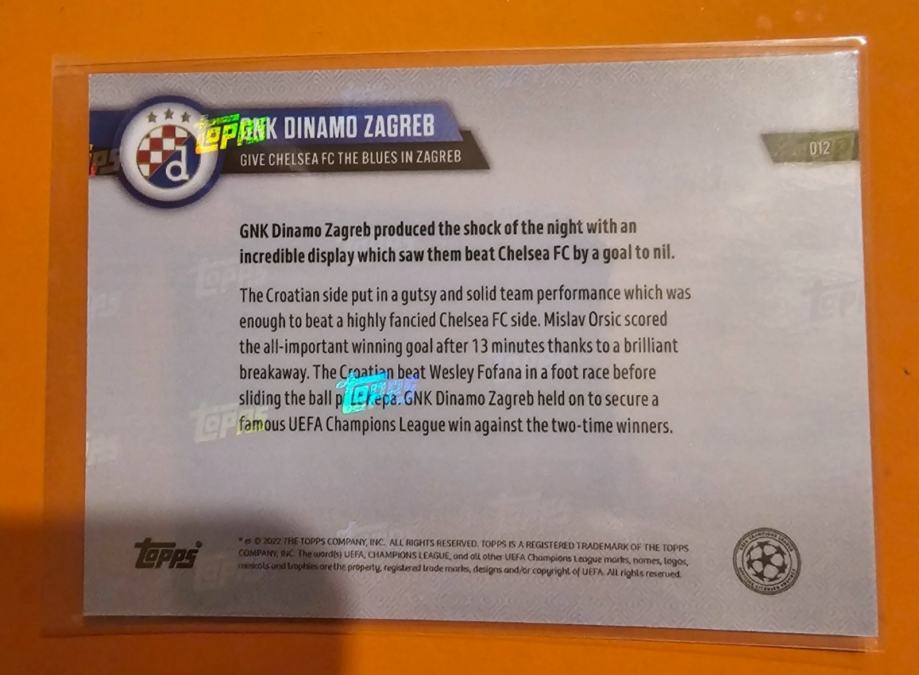 GNK DINAMO ZAGREB
GIVE CHELSEA FC THE BLUES IN ZAGREB
012
GNK Dinamo Zagreb produced the shock of the night with an
incredible display which saw them beat Chelsea FC by a goal to nil.
The Croatian side put in a gutsy and solid team performance which was
enough to beat a highly fancied Chelsea FC side. Mislav Orsic scored
the all-important winning goal after 13 minutes thanks to a brilliant
breakaway. The Croatian beat Wesley Fofana in a foot race before
sliding the ball GNK Dinamo Zagreb held on to secure a
famous UEFA Champions League win against the two-time winners.
topps
© 2022 THE TOPPS COMPANY, INC. ALL RIGHTS RESERVED. TOPPS IS A REGISTERED TRADEMARK OF THE TOPPS
COMPANY, INC. The word(s) UEFA, CHAMPIONS LEAGUE, and all other UEFA Champions League marks, names, logos,
mascots and trophies are the property, registered trade marks, designs and/or copyright of UEFA. All rights reserved.